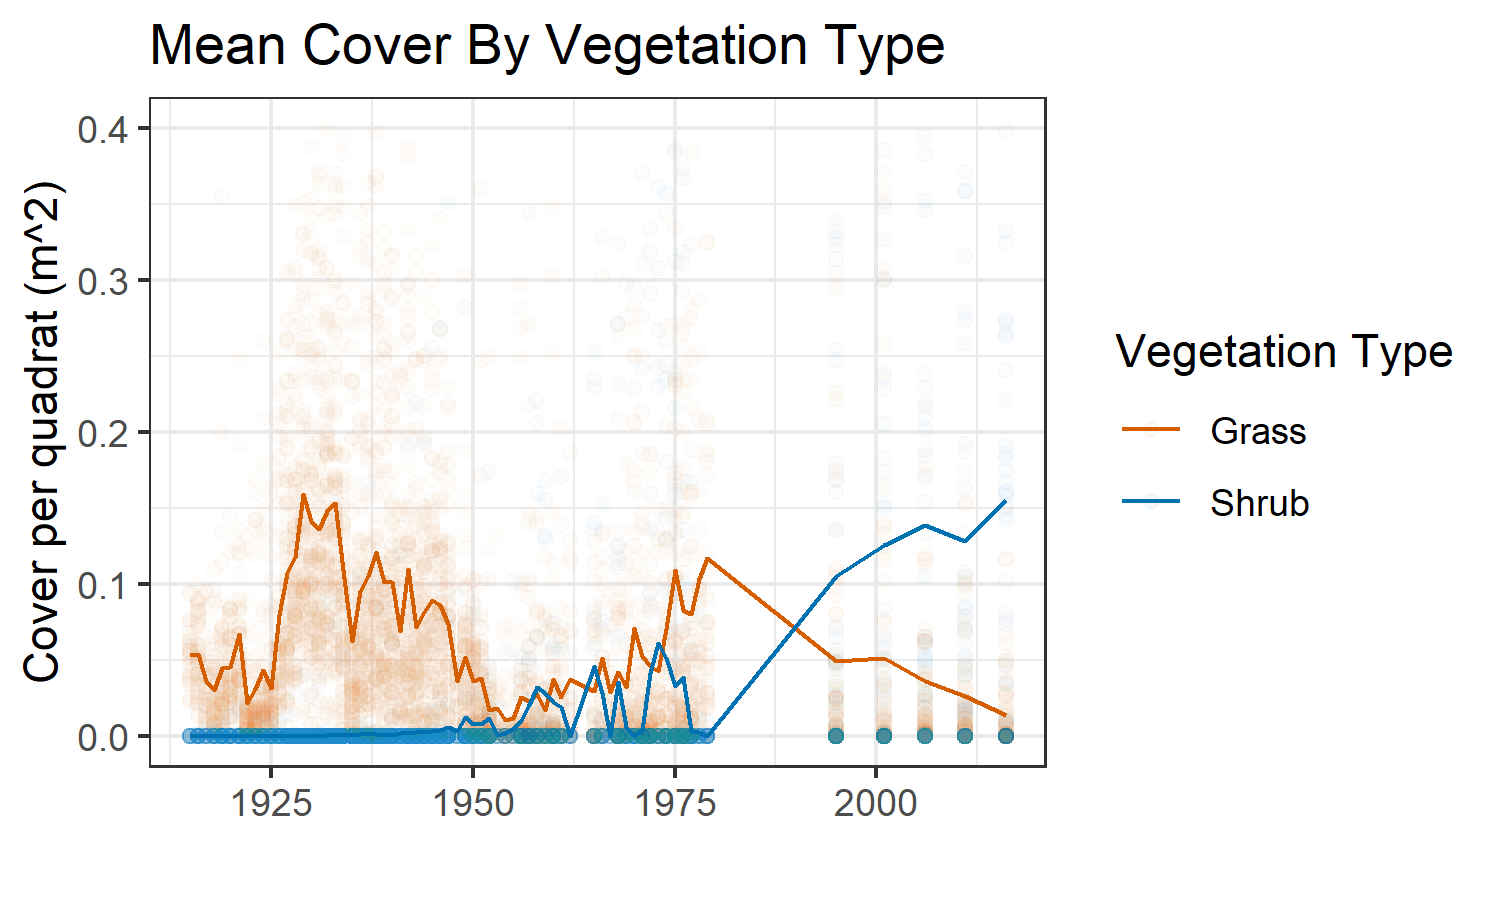 Mean Cover By Vegetation Type
Cover per quadrat (m^2)
0.4
0.3
0.2
0.1
0.0
1925 1950 1975 2000
Vegetation Type
Grass
Shrub